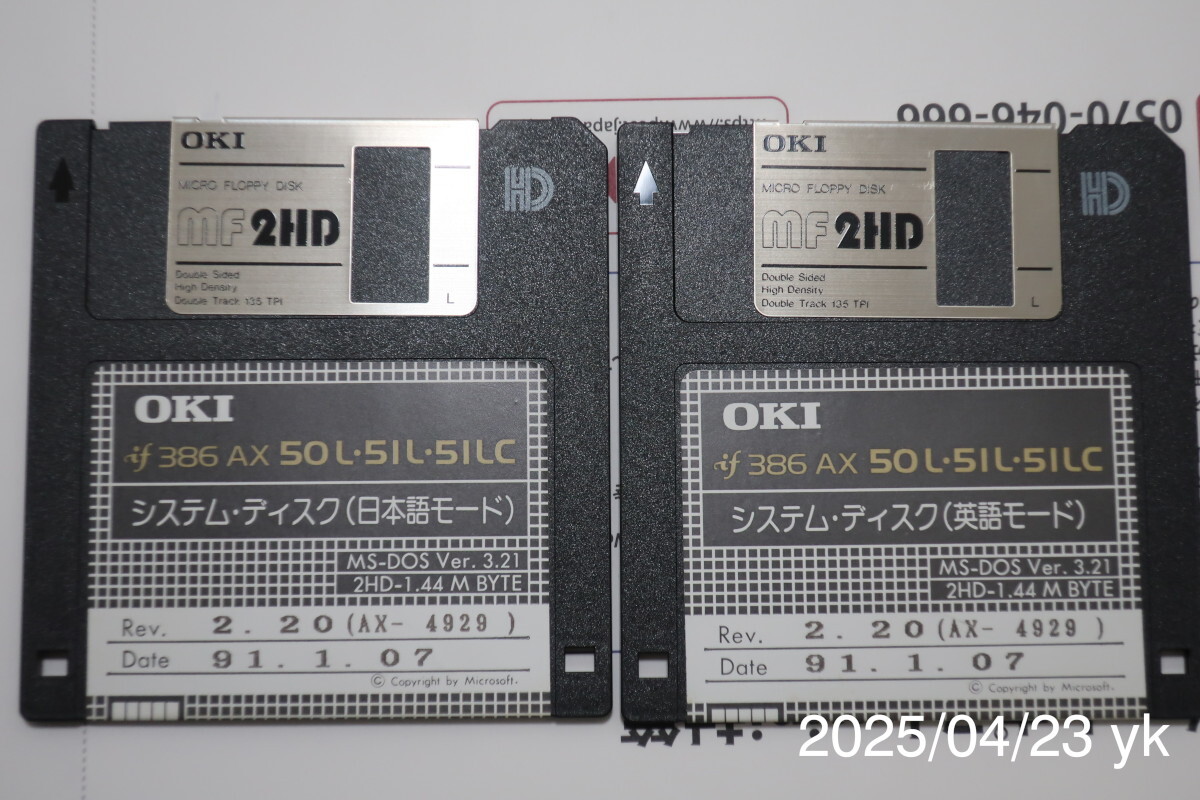 0570-046-666
OKI
MICRO FLOPPY DISK
MF 2HD
Double Sided
High Density
Double Track 135 TPI
L
HD
OKI
if 386 AX 50L・51L・51LC
システム・ディスク(日本語モード)
MS-DOS Ver. 3.21
2HD-1.44 M BYTE
Rev. 2. 20(AX- 4929 )
Date 91. 1. 07
© Copyright by Microsoft.
OKI
MICRO FLOPPY DISK
MF 2HD
Double Sided
High Density
Double Track 135 TPI
L
HD
OKI
if 386 AX 50L・51L・51LC
システム・ディスク(英語モード)
MS-DOS Ver. 3.21
2HD-1.44 M BYTE
Rev. 2. 20(AX- 4929 )
Date 91. 1. 07
© Copyright by Microsoft.
2025/04/23 yk